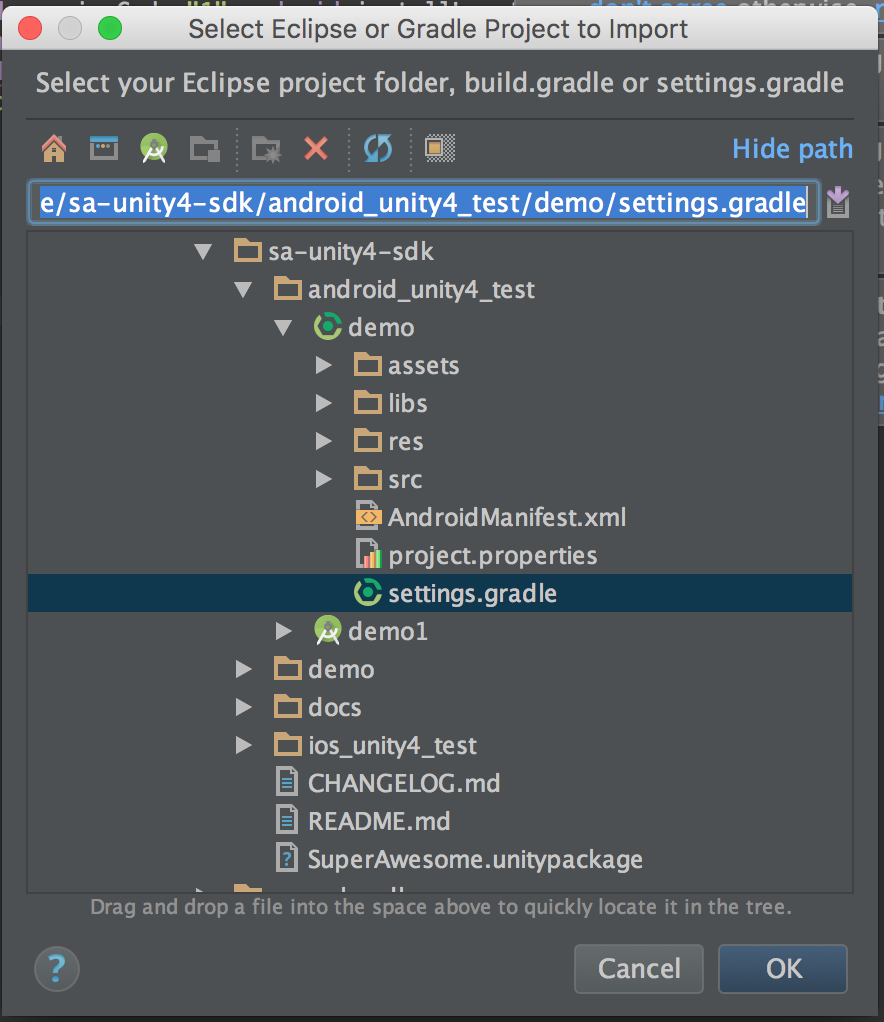 Select Eclipse or Gradle Project to Import
Select your Eclipse project folder, build.gradle or settings.gradle
Hide path
e/sa-unity4-sdk/android_unity4_test/demo/settings.gradle
sa-unity4-sdk
android_unity4_test
demo
assets
libs
res
src
AndroidManifest.xml
project.properties
settings.gradle
demo1
demo
docs
ios_unity4_test
CHANGELOG.md
README.md
SuperAwesome.unitypackage
Drag and drop a file into the space above to quickly locate it in the tree.
?
Cancel
OK